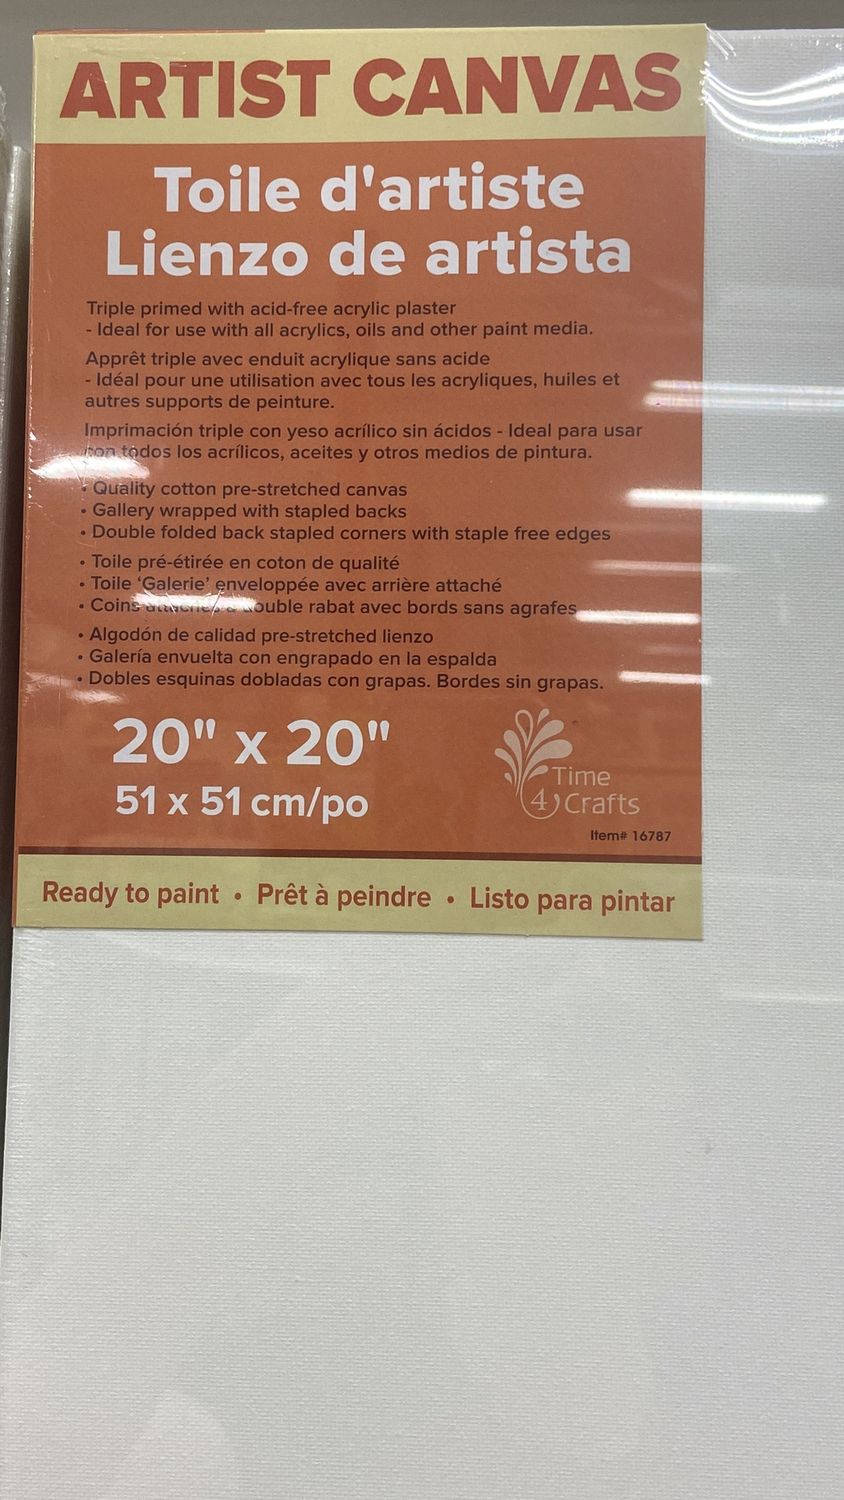 ARTIST CANVAS
Toile d'artiste
Lienzo de artista
Triple primed with acid-free acrylic plaster
- Ideal for use with all acrylics, oils and other paint media.
Apprêt triple avec enduit acrylique sans acide
- Idéal pour une utilisation avec tous les acryliques, huiles et
autres supports de peinture.
Imprimación triple con yeso acrílico sin ácidos - Ideal para usar
con todos los acrílicos, aceites y otros medios de pintura.
• Quality cotton pre-stretched canvas
• Gallery wrapped with stapled backs
• Double folded back stapled corners with staple free edges
• Toile pré-étirée en coton de qualité
• Toile ‘Galerie’ enveloppée avec arrière attaché
• Coins double rabat avec bords sans agrafes
• Algodón de calidad pre-stretched lienzo
• Galería envuelta con engrapado en la espalda
• Dobles esquinas dobladas con grapas. Bordes sin grapas.
20" x 20"
51 x 51 cm/po
Time
4 Crafts
Item# 16787
Ready to paint • Prêt à peindre • Listo para pintar